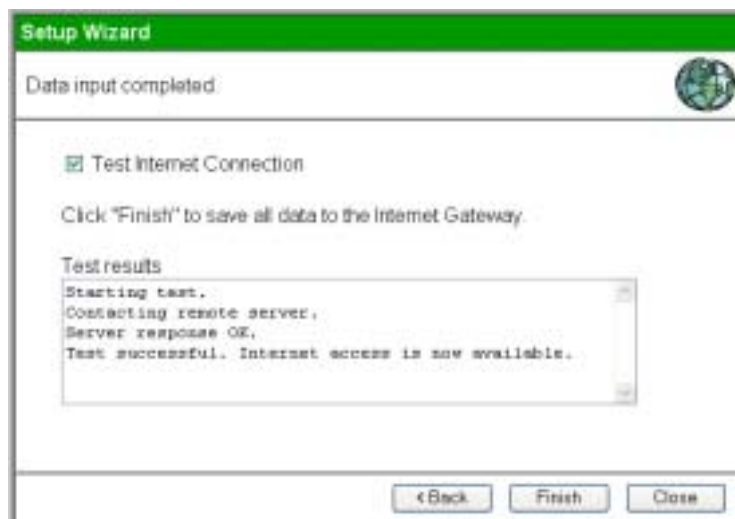 Setup Wizard
Data input completed
Test Internet Connection
Click "Finish" to save all data to the Internet Gateway.
Test results
Starting test.
Contacting remote server.
Server response OK.
Test successful. Internet access is now available.
< Back
Finish
Close